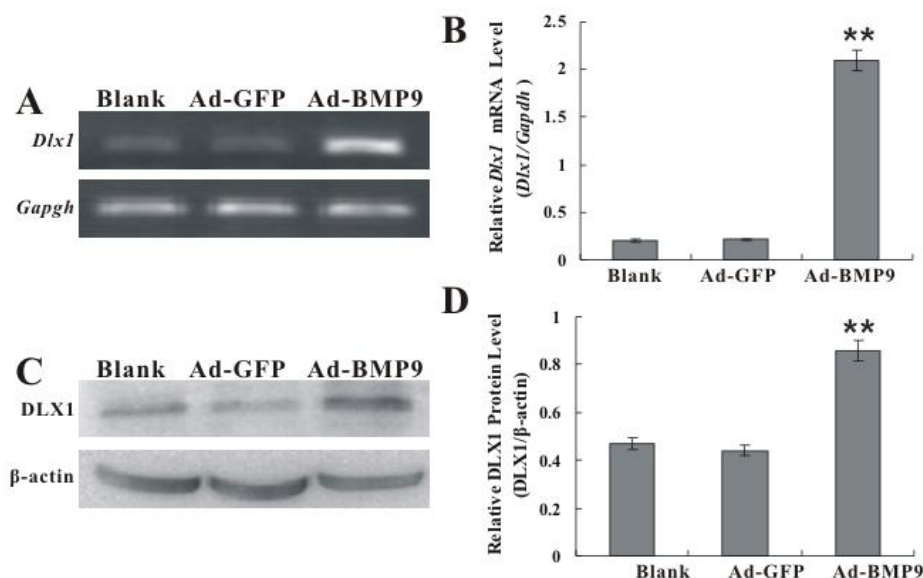 A
Blank Ad-GFP Ad-BMP9
Dlx1
Gapgh
B
Relative Dlx1 mRNA Level
(Dlx1/Gapdh)
2.5
2
1.5
1
0.5
0
**
Blank Ad-GFP Ad-BMP9
C
Blank Ad-GFP Ad-BMP9
DLX1
β-actin
D
Relative DLX1 Protein Level
(DLX1/β-actin)
1
0.8
0.6
0.4
0.2
0
**
Blank Ad-GFP Ad-BMP9